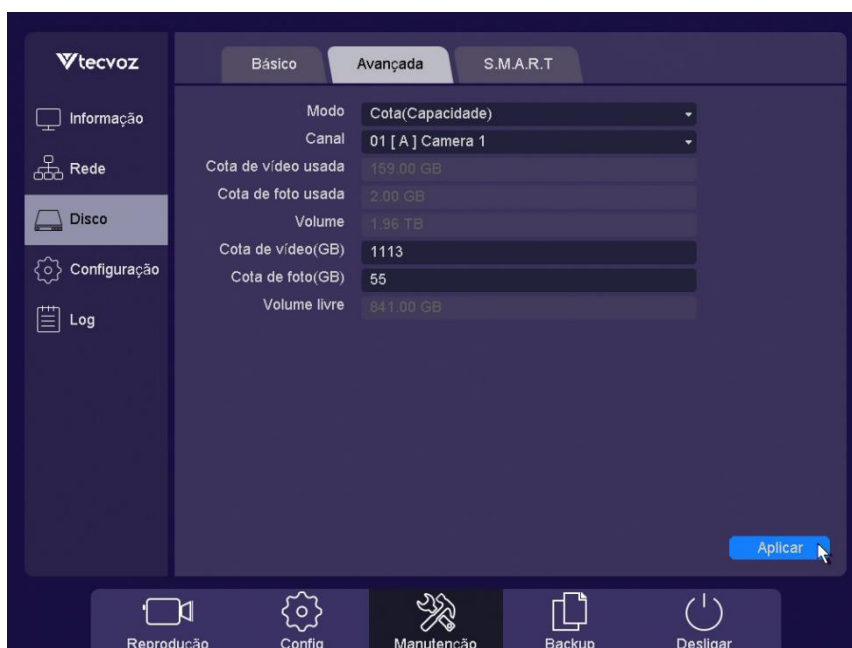 tecvoz
Básico
Avançada
S.M.A.R.T
Informação
Rede
Disco
Configuração
Log
Modo
Cota(Capacidade)
Canal
01 [ A ] Camera 1
Cota de vídeo usada
159.00 GB
Cota de foto usada
2.00 GB
Volume
1.96 TB
Cota de vídeo(GB)
1113
Cota de foto(GB)
55
Volume livre
841.00 GB
Aplicar
Reprodução
Config
Manutenção
Backup
Desligar